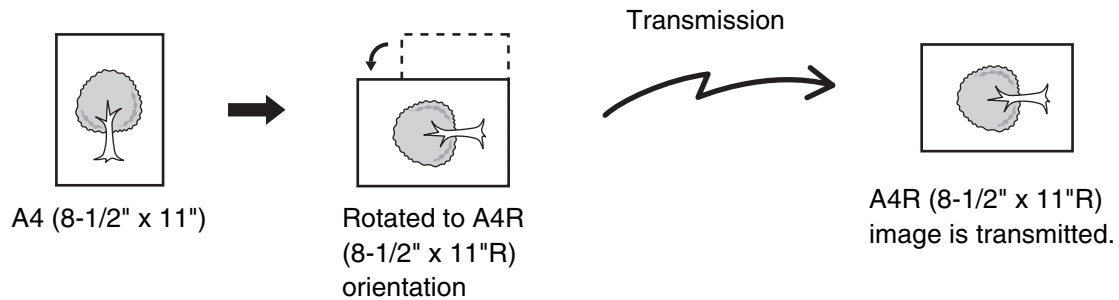 Transmission
A4 (8-1/2" x 11")
Rotated to A4R
(8-1/2" x 11"R)
orientation
A4R (8-1/2" x 11"R)
image is transmitted.